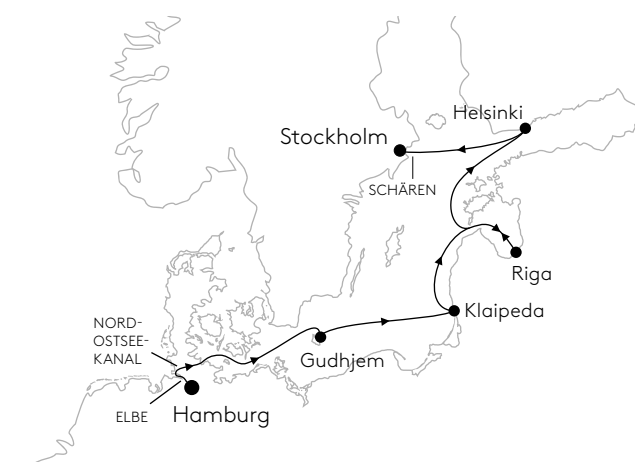 Helsinki
Stockholm
SCHÄREN
Riga
Klaipeda
NORD-
OSTSEE-
KANAL
Gudhjem
ELBE
Hamburg